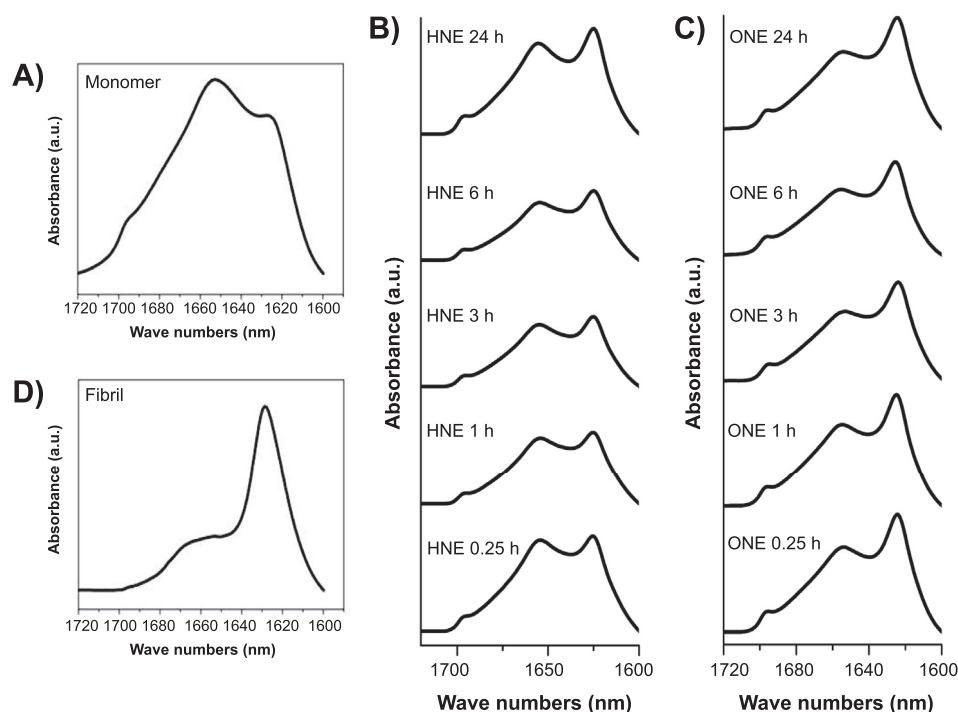 A)
Monomer
Absorbance (a.u.)
1720 1700 1680 1660 1640 1620 1600
Wave numbers (nm)
D)
Fibril
Absorbance (a.u.)
1720 1700 1680 1660 1640 1620 1600
Wave numbers (nm)
B)
HNE 24 h
HNE 6 h
HNE 3 h
HNE 1 h
HNE 0.25 h
Absorbance (a.u.)
1700 1650 1600
Wave numbers (nm)
C)
ONE 24 h
ONE 6 h
ONE 3 h
ONE 1 h
ONE 0.25 h
Absorbance (a.u.)
1720 1680 1640 1600
Wave numbers (nm)